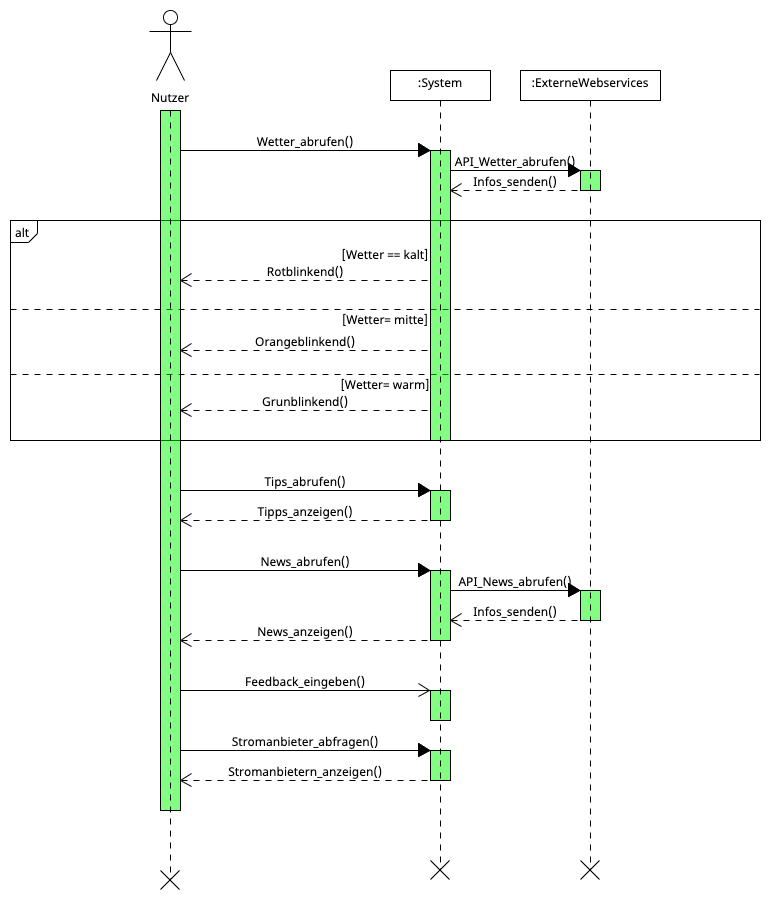 Nutzer
:System
:ExterneWebservices
Wetter_abrufen()
API_Wetter_abrufen()
Infos_senden()
alt
[Wetter == kalt]
Rotblinkend()
[Wetter= mitte]
Orangeblinkend()
[Wetter= warm]
Grunblinkend()
Tips_abrufen()
Tipps_anzeigen()
News_abrufen()
API_News_abrufen()
Infos_senden()
News_anzeigen()
Feedback_eingeben()
Stromanbieter_abfragen()
Stromanbietern_anzeigen()